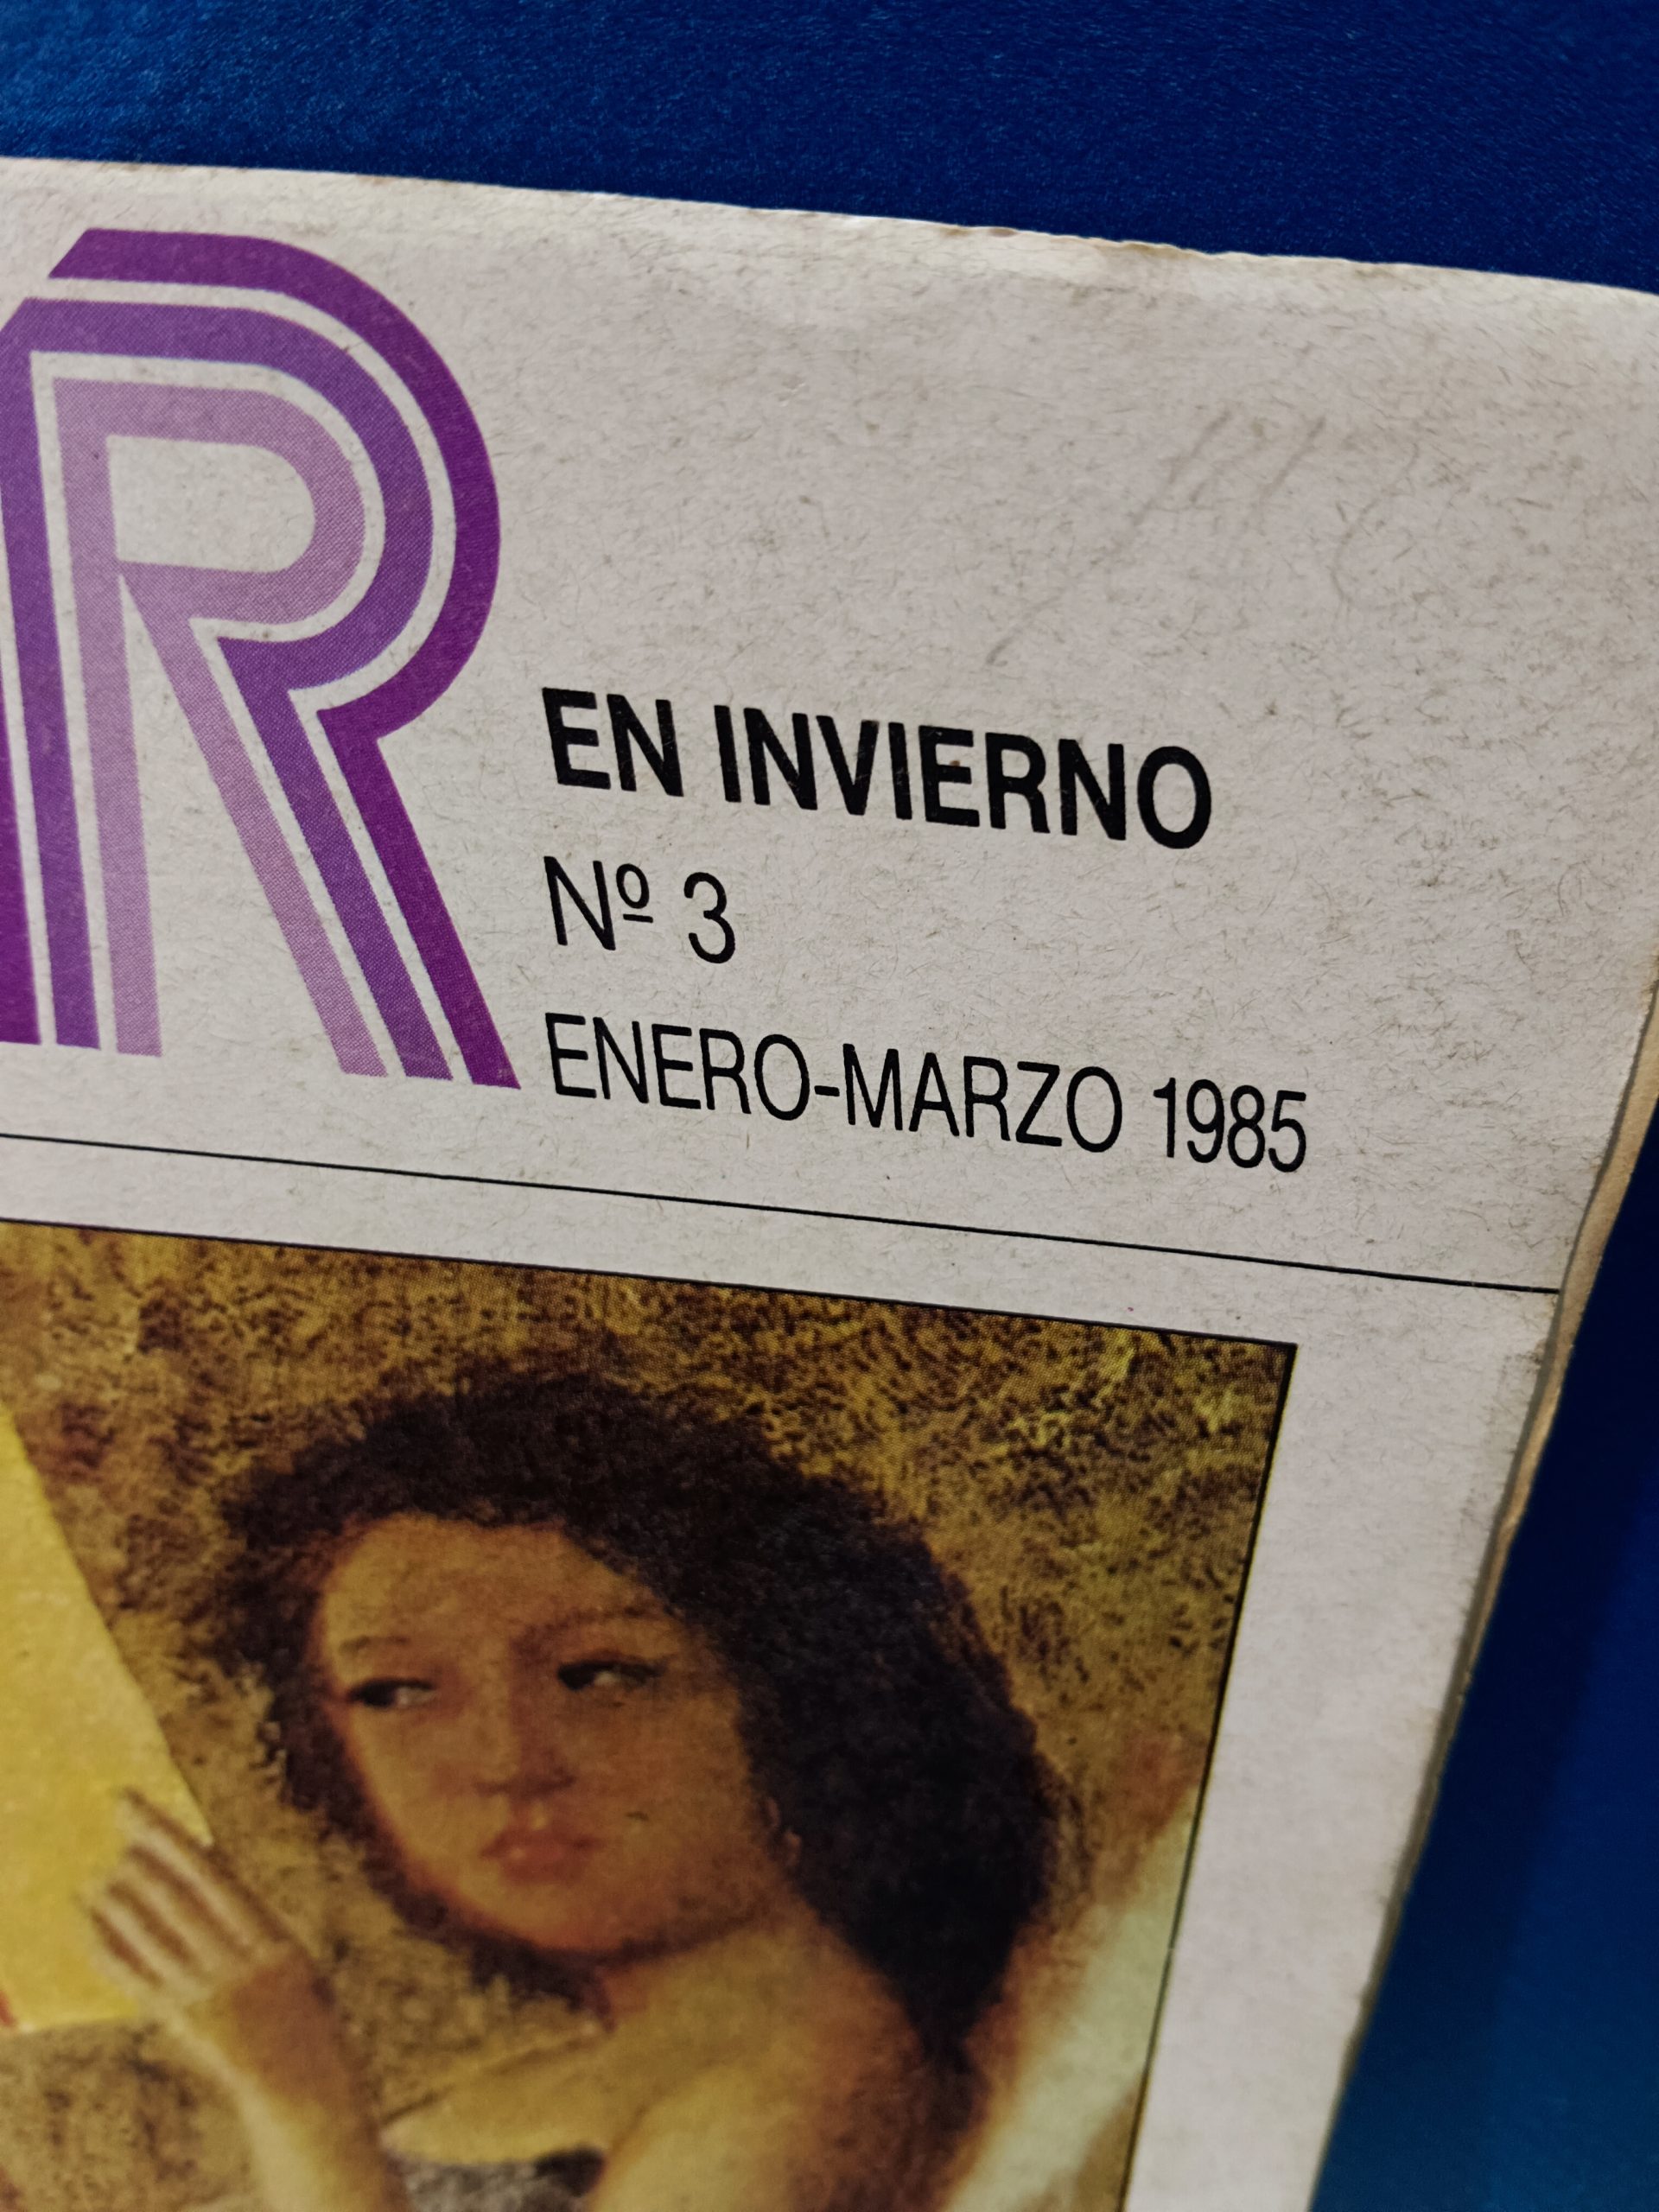 R
EN INVIERNO
Nº 3
ENERO-MARZO 1985